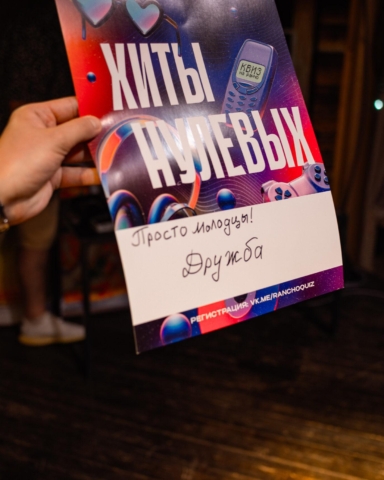 ХИТЫ
НУЛЕВЫХ
КВИЗ
Просто молодцы!
Дружба
РЕГИСТРАЦИЯ: VK.ME/RANCHOQUIZ